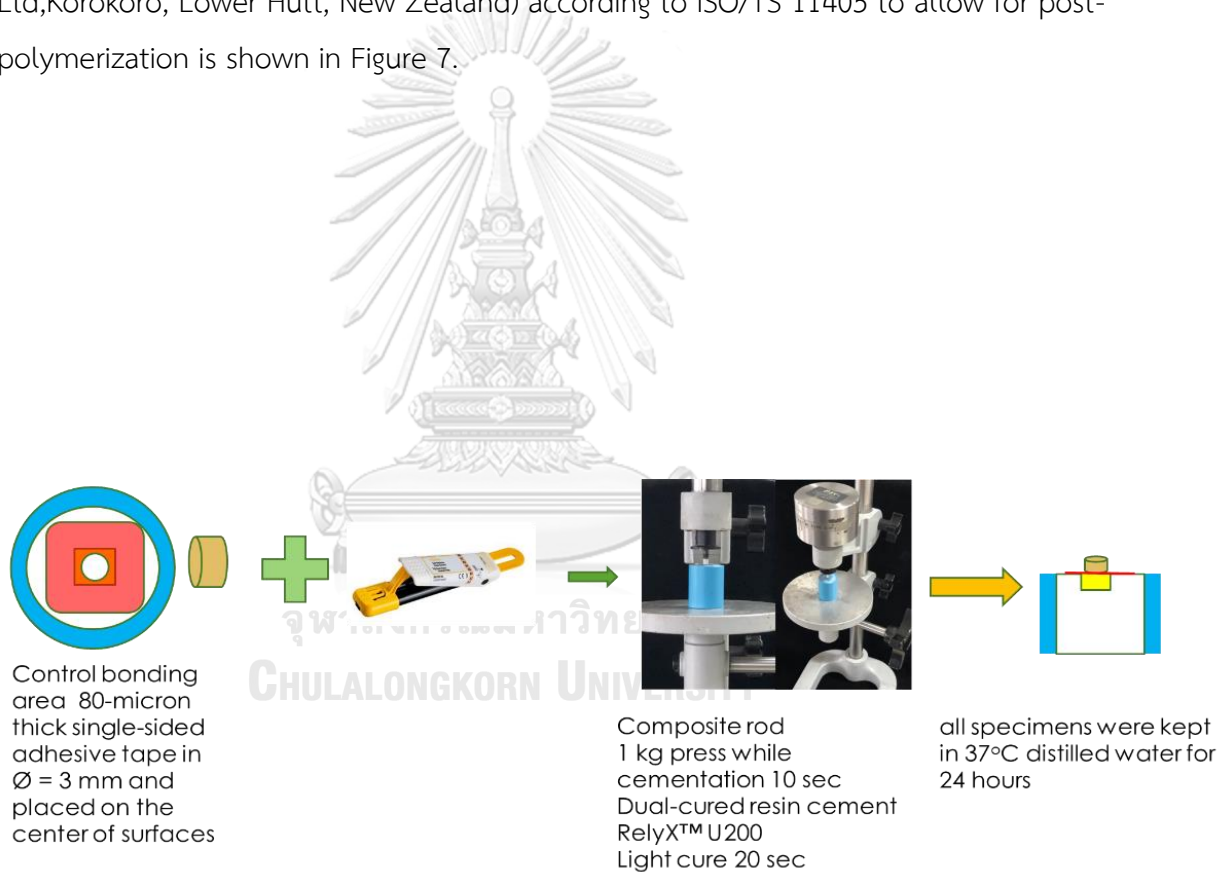 Ltd,Korokoro, Lower Hutt, New Zealand) according to ISO/TS 11405 to allow for post-
polymerization is shown in Figure 7.
Control bonding
area 80-micron
thick single-sided
adhesive tape in
Ø = 3 mm and
placed on the
center of surfaces
Composite rod
1 kg press while
cementation 10 sec
Dual-cured resin cement
RelyX™ U200
Light cure 20 sec
all specimens were kept
in 37°C distilled water for
24 hours
CHULALONGKORN UNIVERSITY